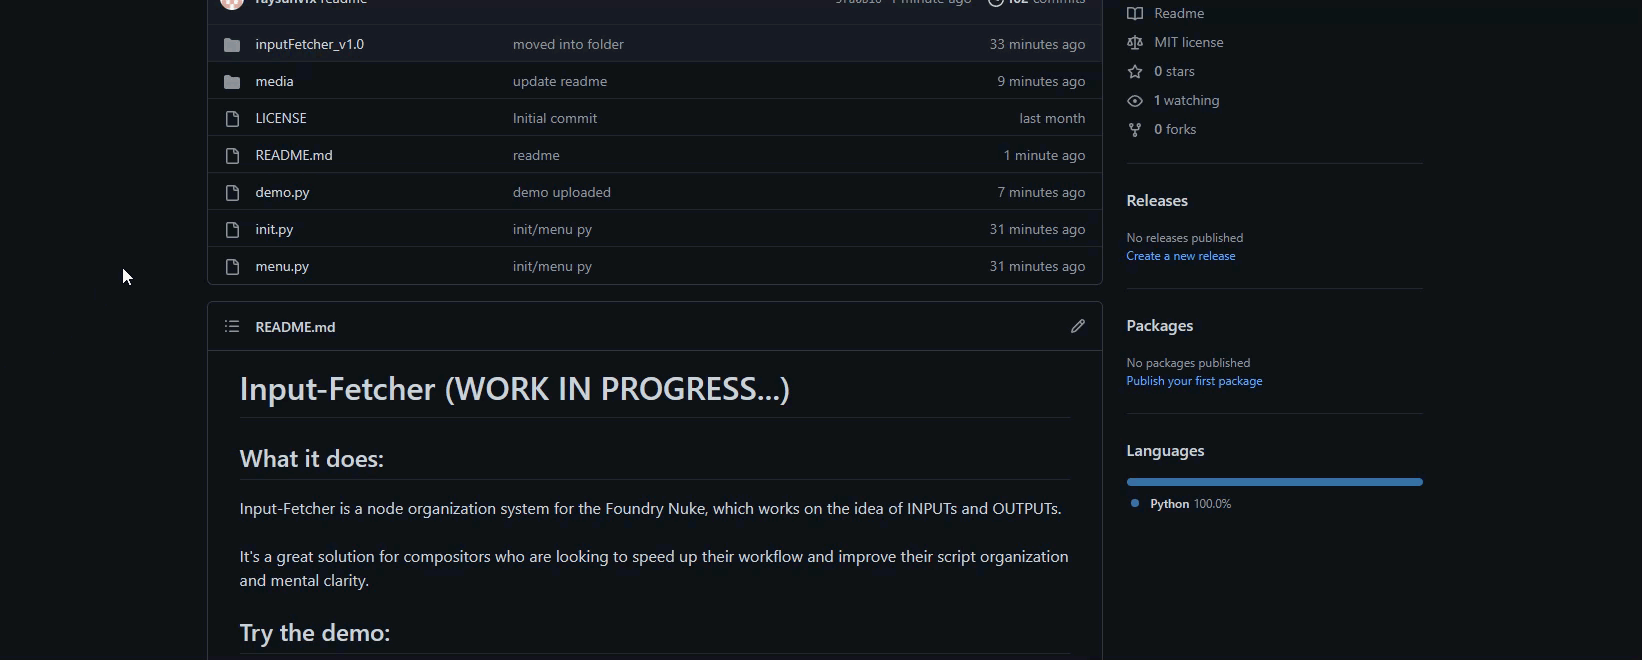 readme
1 minute ago
commits
inputFetcher_v1.0 moved into folder 33 minutes ago
media update readme 9 minutes ago
LICENSE Initial commit last month
README.md readme 1 minute ago
demo.py demo uploaded 7 minutes ago
init.py init/menu py 31 minutes ago
menu.py init/menu py 31 minutes ago
README.md
Input-Fetcher (WORK IN PROGRESS...)
What it does:
Input-Fetcher is a node organization system for the Foundry Nuke, which works on the idea of INPUTs and OUTPUTs.
It's a great solution for compositors who are looking to speed up their workflow and improve their script organization
and mental clarity.
Try the demo:
Readme
MIT license
0 stars
1 watching
0 forks
Releases
No releases published
Create a new release
Packages
No packages published
Publish your first package
Languages
Python 100.0%